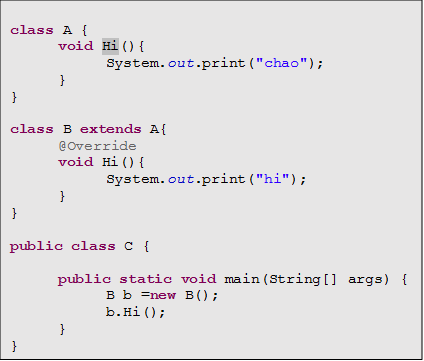 class A {
void Hi(){
System.out.print("chao");
}
}
class B extends A{
@Override
void Hi(){
System.out.print("hi");
}
}
public class C {
public static void main(String[] args) {
B b =new B();
b.Hi();
}
}